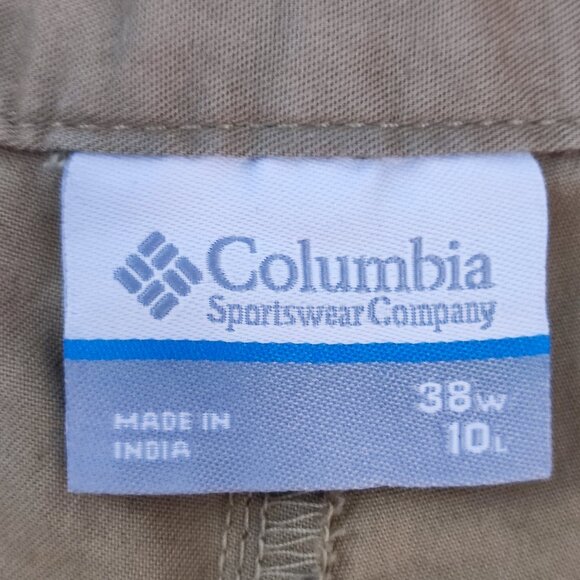 Columbia
Sportswear Company
38W
MADE IN
10L
INDIA